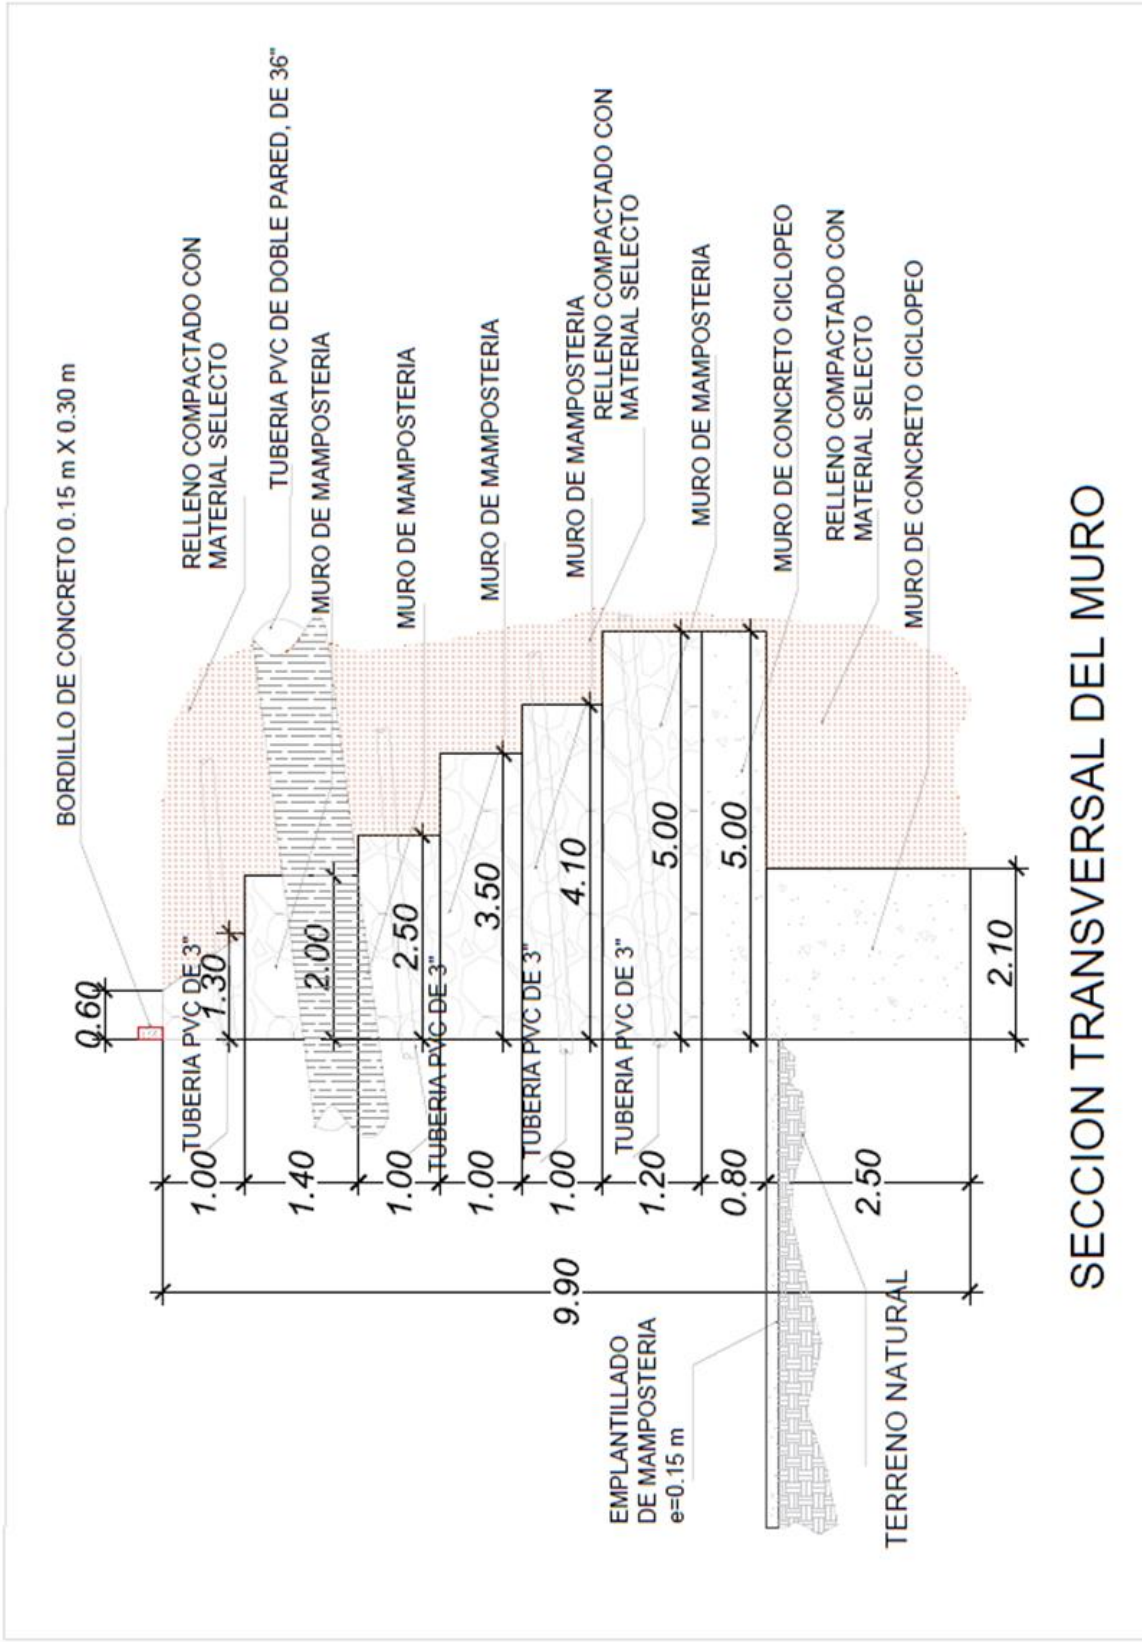 BORDILLO DE CONCRETO 0.15 m X 0.30 m
0.60
RELLENO COMPACTADO CON
MATERIAL SELECTO
TUBERIA PVC DE DOBLE PARED, DE 36"
MURO DE MAMPOSTERIA
MURO DE MAMPOSTERIA
MURO DE MAMPOSTERIA
MURO DE MAMPOSTERIA
RELLENO COMPACTADO CON
MATERIAL SELECTO
MURO DE MAMPOSTERIA
MURO DE CONCRETO CICLOPEO
RELLENO COMPACTADO CON
MATERIAL SELECTO
MURO DE CONCRETO CICLOPEO
TUBERIA PVC DE 3"
1.30
2.00
2.50
TUBERIA PVC DE 3"
3.50
TUBERIA PVC DE 3"
4.10
TUBERIA PVC DE 3"
5.00
5.00
2.10
1.00
1.40
1.00
1.00
1.00
1.20
0.80
2.50
9.90
EMPLANTILLADO
DE MAMPOSTERIA
e=0.15 m
TERRENO NATURAL
SECCION TRANSVERSAL DEL MURO